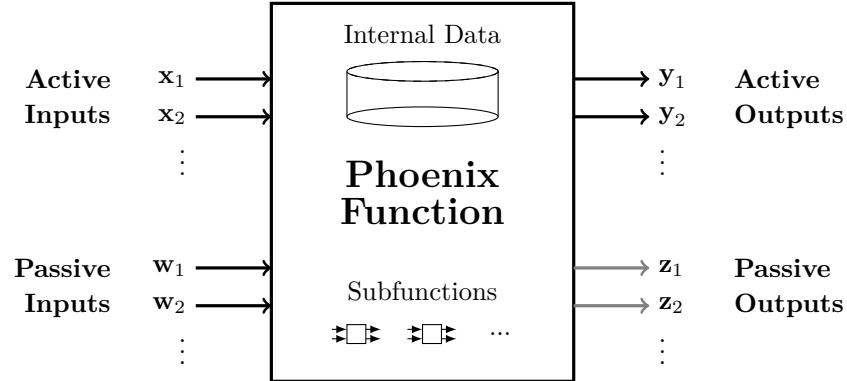 Internal Data
Active x₁ y₁ Active
Inputs x₂ y₂ Outputs
⋮ ⋮
Phoenix
Function
Passive w₁ z₁ Passive
Inputs w₂ z₂ Outputs
Subfunctions
...
⋮ ⋮